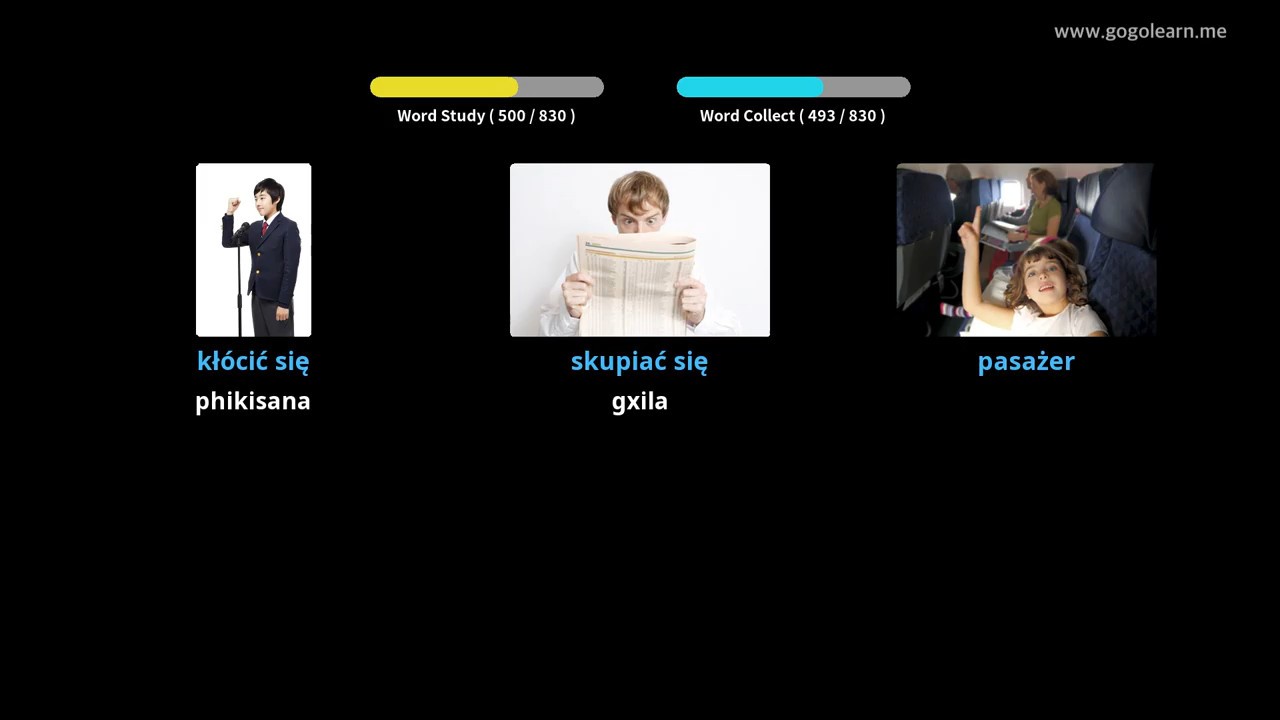 www.gogolearn.me
Word Study ( 500 / 830 )
Word Collect ( 493 / 830 )
kłócić się
phikisana
skupiać się
gxila
pasażer